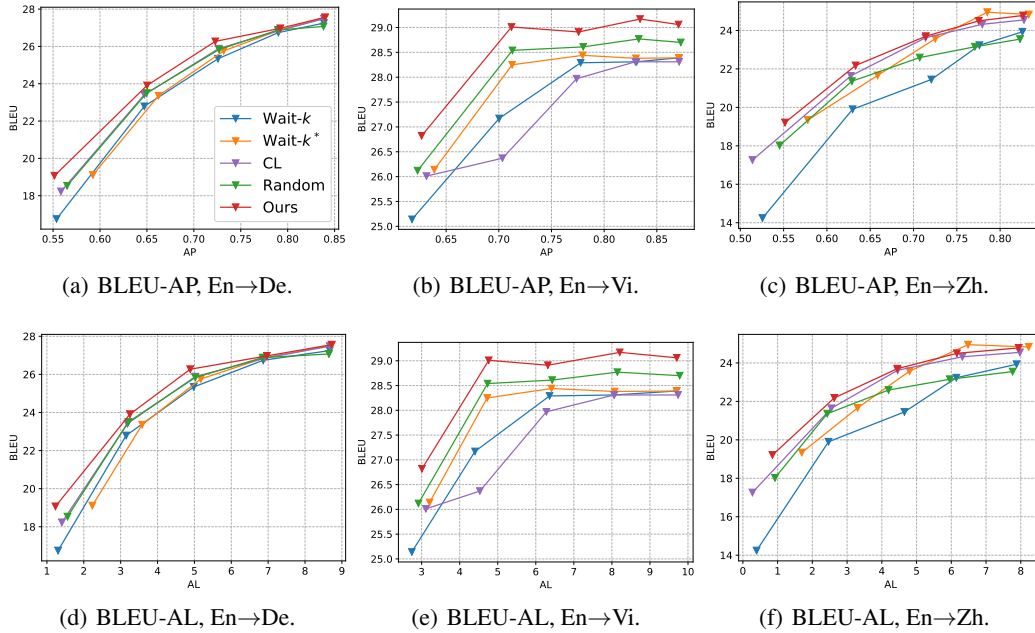 28
26
24
22
20
18
BLEU
0.55 0.60 0.65 0.70 0.75 0.80 0.85
AP
Wait-k
Wait-k*
CL
Random
Ours
29.0
28.5
28.0
27.5
27.0
26.5
26.0
25.5
25.0
BLEU
0.65 0.70 0.75 0.80 0.85
AP
24
22
20
18
16
14
BLEU
0.50 0.55 0.60 0.65 0.70 0.75 0.80
AP
(a) BLEU-AP, En→De.
(b) BLEU-AP, En→Vi.
(c) BLEU-AP, En→Zh.
28
26
24
22
20
18
BLEU
1 2 3 4 5 6 7 8 9
AL
29.0
28.5
28.0
27.5
27.0
26.5
26.0
25.5
25.0
BLEU
3 4 5 6 7 8 9 10
AL
24
22
20
18
16
14
BLEU
0 1 2 3 4 5 6 7 8
AL
(d) BLEU-AL, En→De.
(e) BLEU-AL, En→Vi.
(f) BLEU-AL, En→Zh.